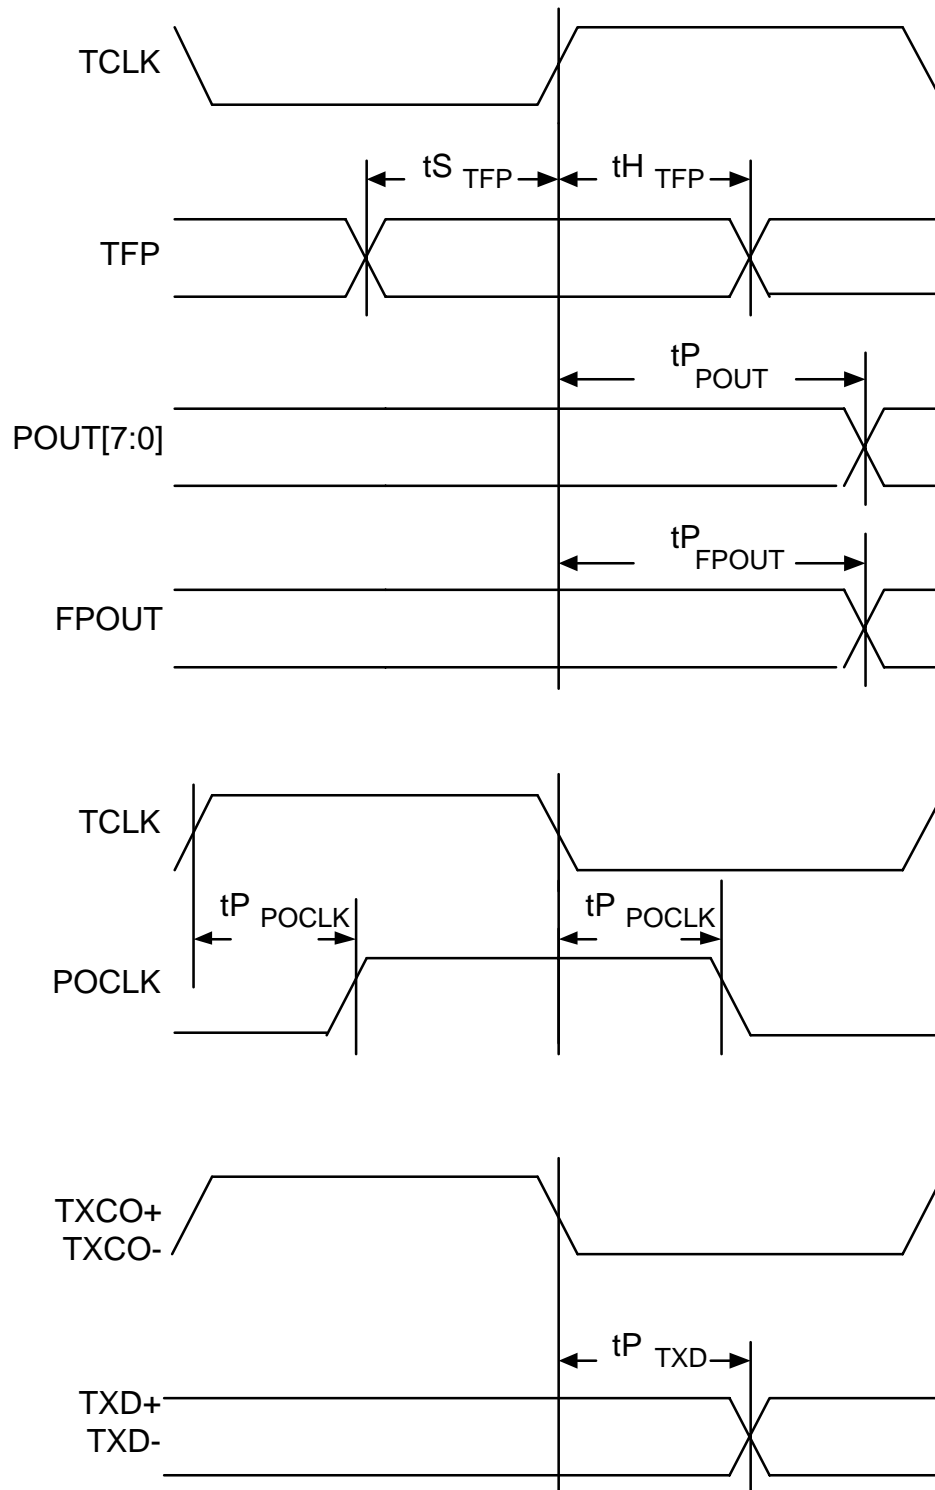 TCLK
tS TFP tH TFP
TFP
tP POUT
POUT[7:0]
tP FPOUT
FPOUT
TCLK
tP POCLK tP POCLK
POCLK
TXCO+
TXCO-
tP TXD
TXD+
TXD-